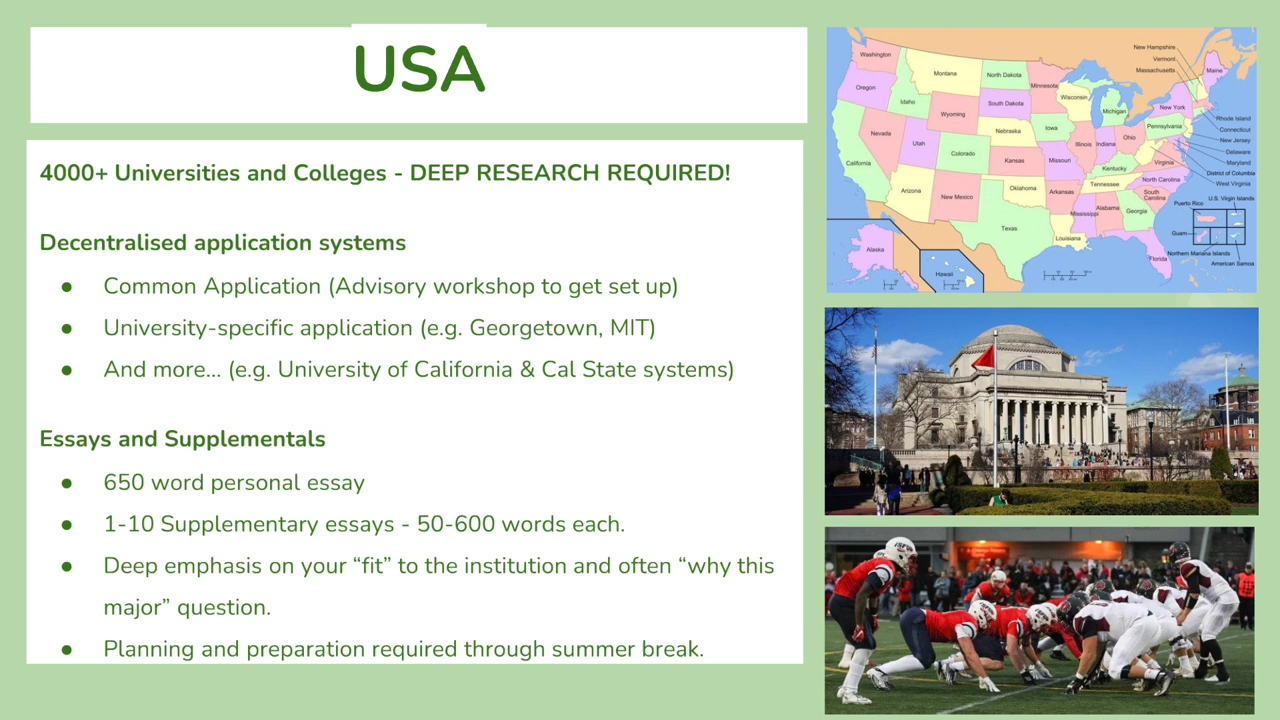 USA
4000+ Universities and Colleges - DEEP RESEARCH REQUIRED!
Decentralised application systems
● Common Application (Advisory workshop to get set up)
● University-specific application (e.g. Georgetown, MIT)
● And more... (e.g. University of California & Cal State systems)
Essays and Supplementals
● 650 word personal essay
● 1-10 Supplementary essays - 50-600 words each.
● Deep emphasis on your “fit” to the institution and often “why this
major” question.
● Planning and preparation required through summer break.
New Hampshire
Vermont
Massachusetts
Washington
Montana
North Dakota
Minnesota
Maine
Oregon
Idaho
Wyoming
South Dakota
Wisconsin
Michigan
New York
Rhode Island
Connecticut
New Jersey
Delaware
Maryland
District of Columbia
West Virginia
Nevada
Utah
Colorado
Nebraska
Iowa
Illinois
Indiana
Ohio
Pennsylvania
California
Kansas
Missouri
Kentucky
Virginia
Arizona
New Mexico
Oklahoma
Arkansas
Tennessee
North Carolina
South
Carolina
Texas
Louisiana
Mississippi
Alabama
Georgia
Florida
Alaska
Hawaii
U.S. Virgin Islands
Puerto Rico
Guam
Northern Mariana Islands
American Samoa